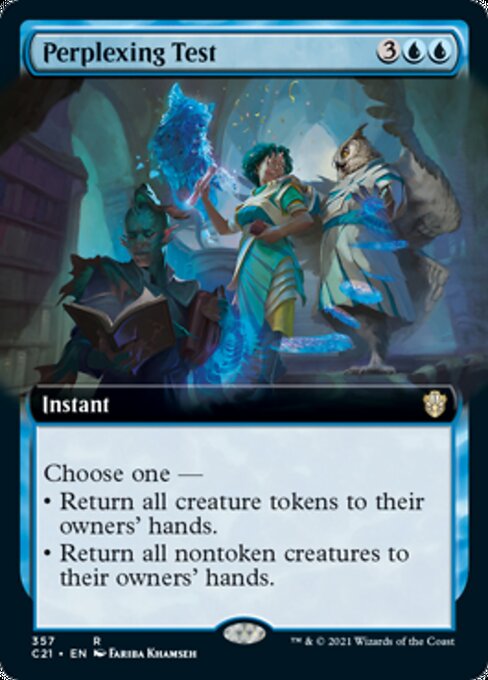 Perplexing Test 3
Instant
Choose one —
• Return all creature tokens to their
owners' hands.
• Return all nontoken creatures to
their owners' hands.
357 R
C21 • EN Fariba Khamseh
™ & © 2021 Wizards of the Coast